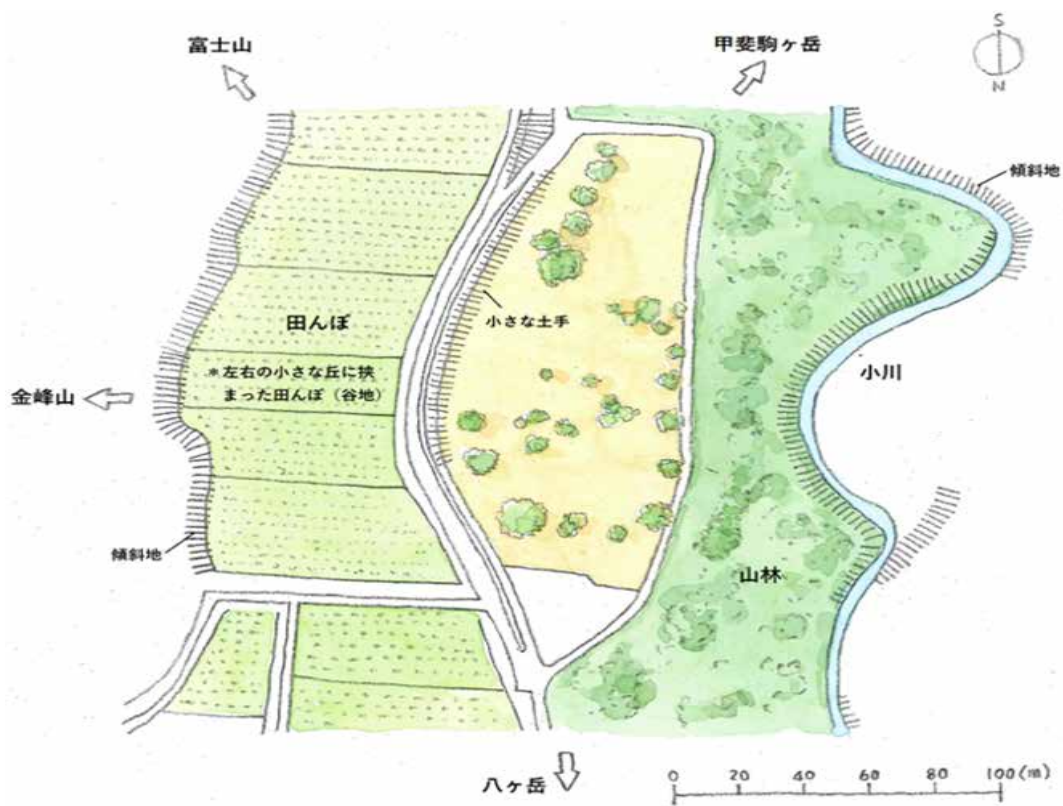 富士山
甲斐駒ヶ岳
S
N
傾斜地
小さな土手
田んぼ
*左右の小さな丘に挟
まった田んぼ（谷地）
小川
金峰山
傾斜地
山林
八ヶ岳
0 20 40 60 80 100 (m)